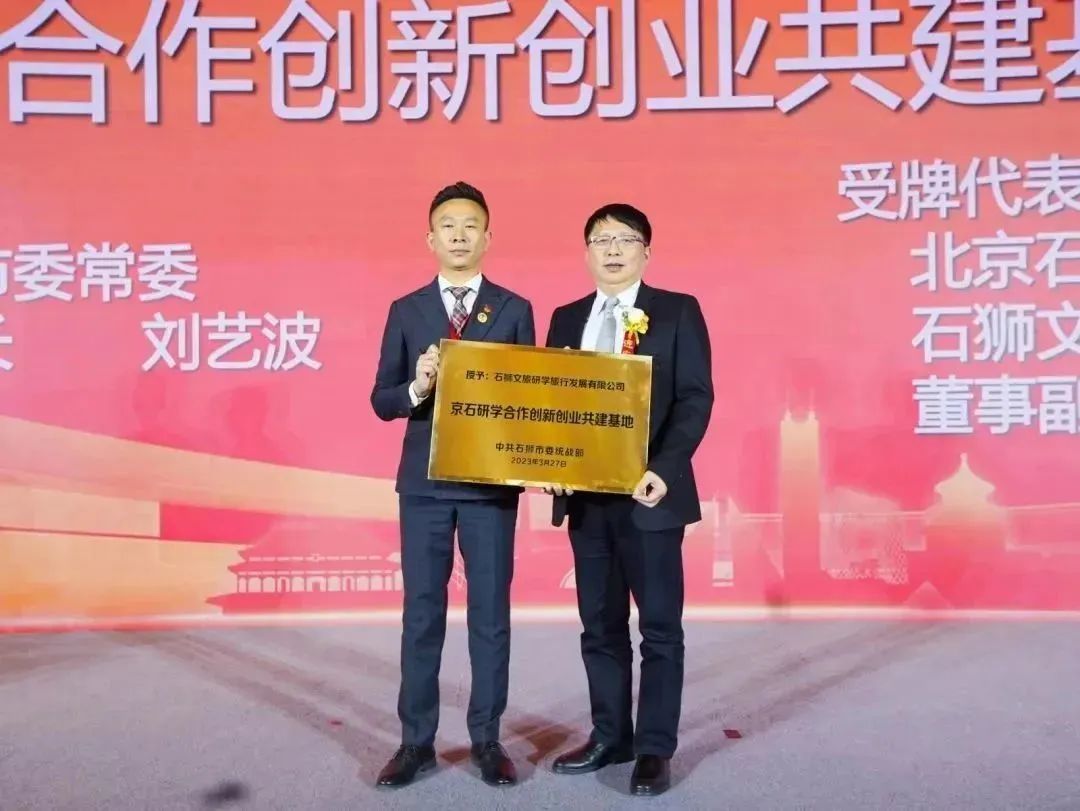 合作创新创业共建基
市委常委
长 刘艺波
受牌代表
北京石
石狮文
董事副
授予：石狮文旅研学旅行发展有限公司
京石研学合作创新创业共建基地
中共石狮市委统战部
2023年3月27日